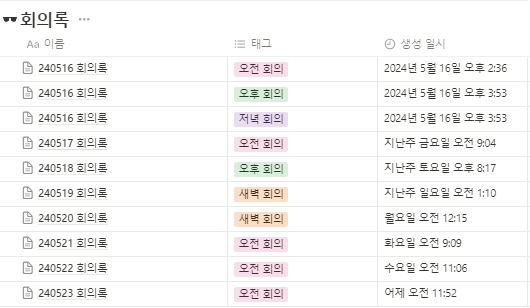 🕶️회의록 ···
Aa 이름 태그 생성 일시
240516 회의록 오전 회의 2024년 5월 16일 오후 2:36
240516 회의록 오후 회의 2024년 5월 16일 오후 3:53
240516 회의록 저녁 회의 2024년 5월 16일 오후 3:53
240517 회의록 오전 회의 지난주 금요일 오전 9:04
240518 회의록 오후 회의 지난주 토요일 오후 8:17
240519 회의록 새벽 회의 지난주 일요일 오전 1:10
240520 회의록 새벽 회의 월요일 오전 12:15
240521 회의록 오전 회의 화요일 오전 9:09
240522 회의록 오전 회의 수요일 오전 11:06
240523 회의록 오전 회의 어제 오전 11:52